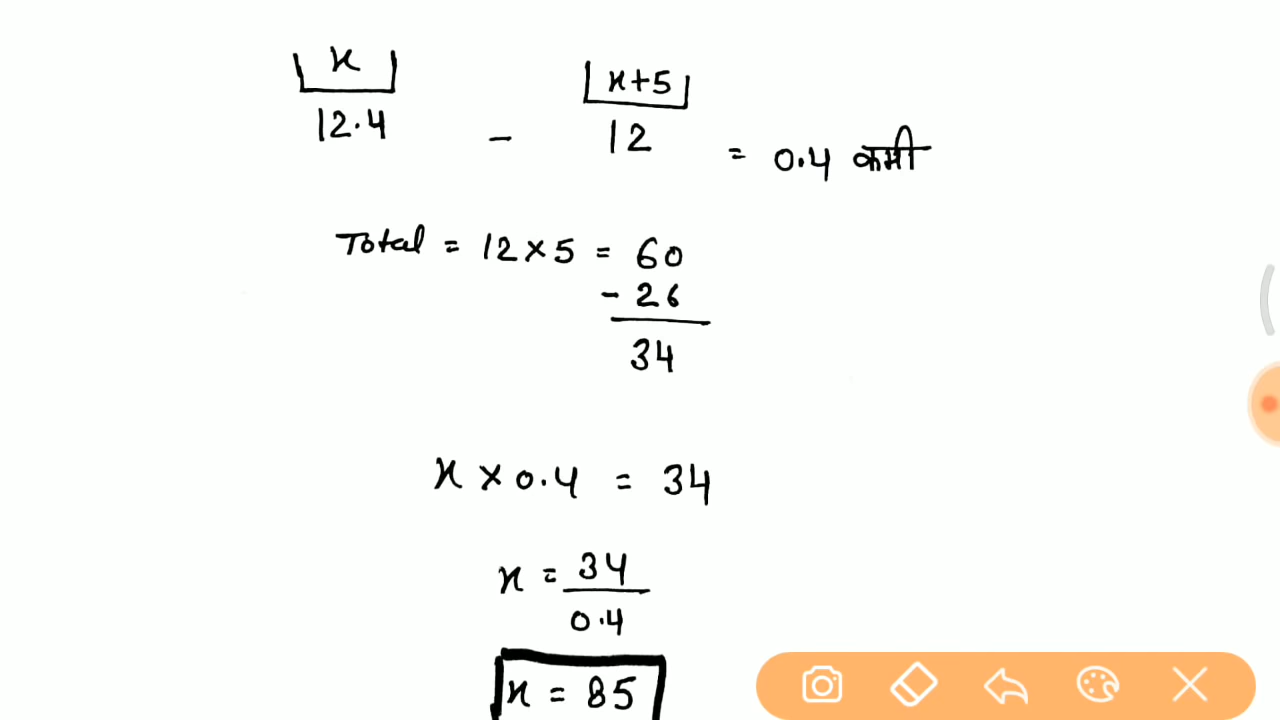 x x+5
12.4 - 12 = 0.4 कमी
Total = 12 × 5 = 60
- 26
34
x × 0.4 = 34
x = 34
0.4
x = 85